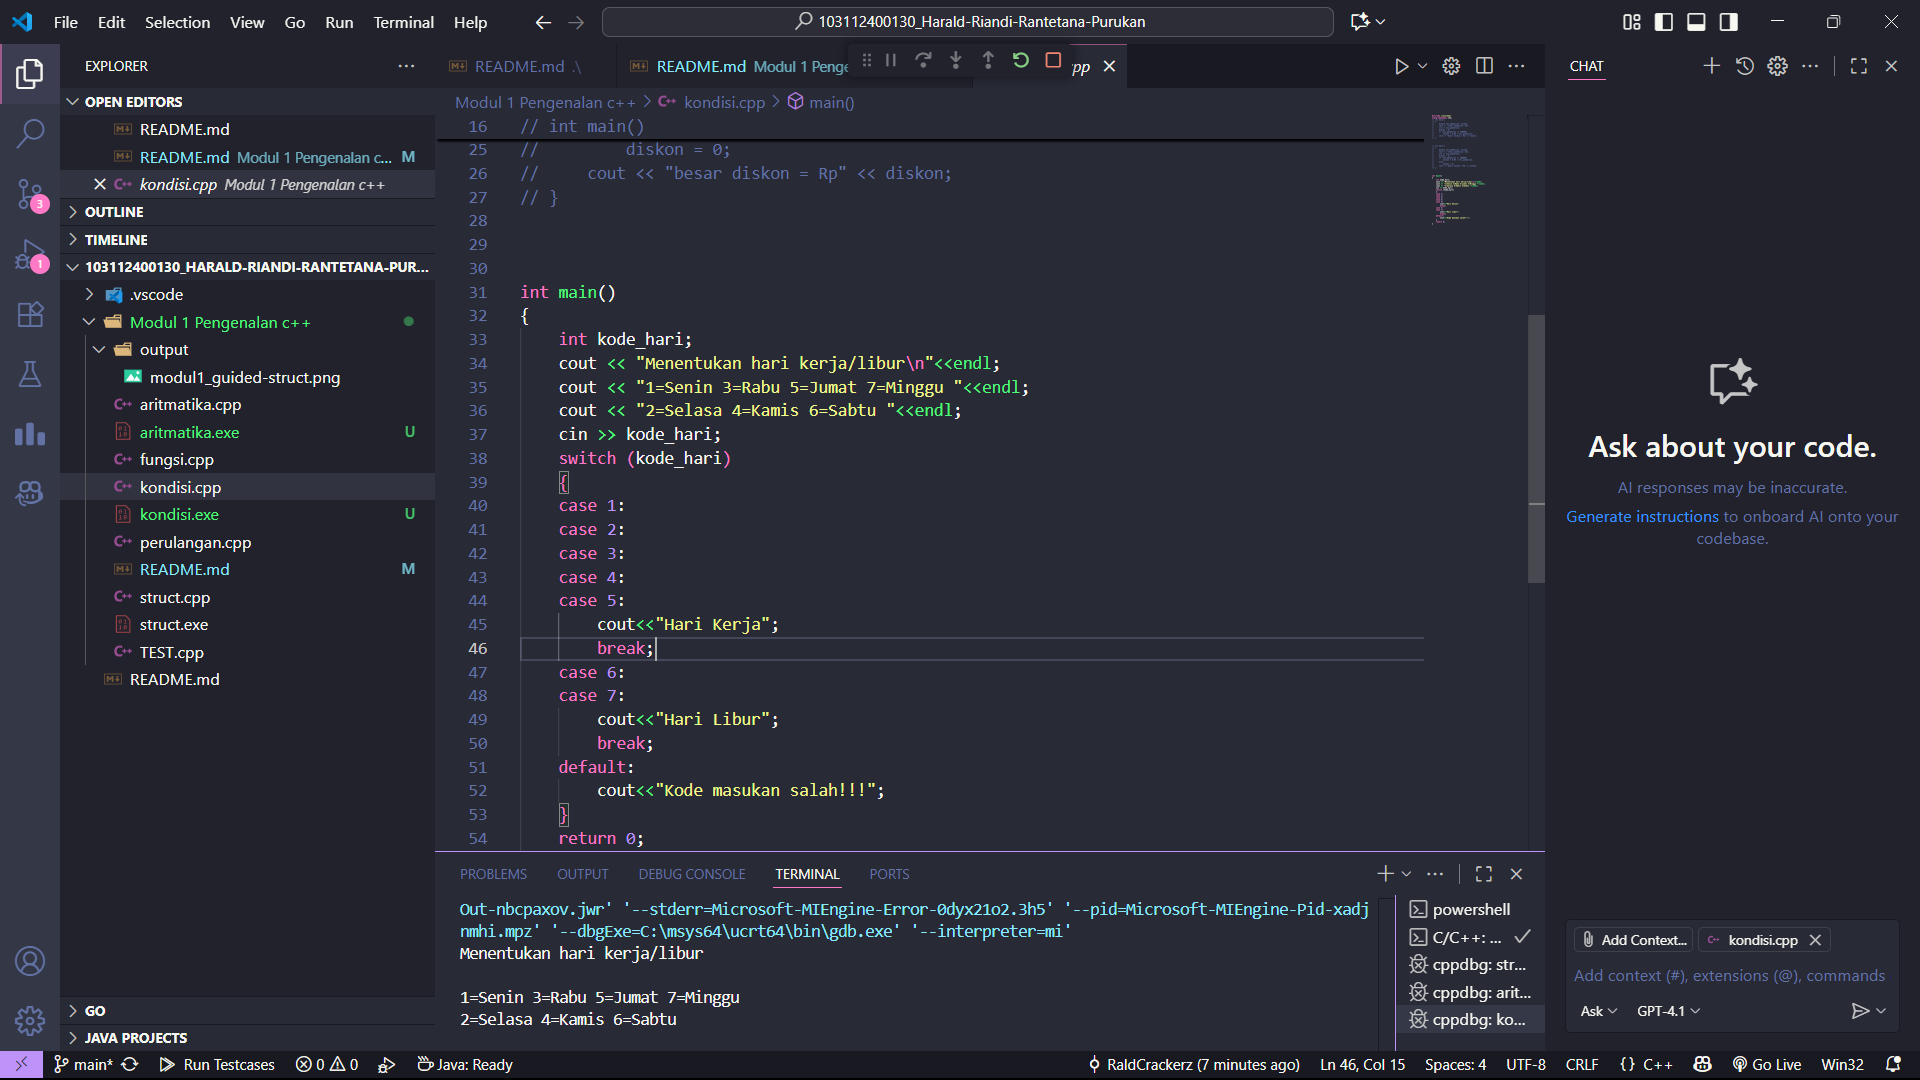 File Edit Selection View Go Run Terminal Help
103112400130_Harald-Riandi-Rantetana-Purukan
EXPLORER
OPEN EDITORS
README.md
README.md Modul 1 Pengenalan c... M
kondisi.cpp Modul 1 Pengenalan c++
OUTLINE
TIMELINE
103112400130_HARALD-RIANDI-RANTETANA-PUR...
.vscode
Modul 1 Pengenalan c++
output
modul1_guided-struct.png
aritmatika.cpp
aritmatika.exe U
fungsi.cpp
kondisi.cpp
kondisi.exe U
perulangan.cpp
README.md M
struct.cpp
struct.exe
TEST.cpp
README.md
GO
JAVA PROJECTS
3
1
README.md .\
README.md Modul 1 Penge
pp
Modul 1 Pengenalan c++ > kondisi.cpp > main()
16 // int main()
25 // diskon = 0;
26 // cout << "besar diskon = Rp" << diskon;
27 // }
28
29
30
31 int main()
32 {
33 int kode_hari;
34 cout << "Menentukan hari kerja/libur\n"<<endl;
35 cout << "1=Senin 3=Rabu 5=Jumat 7=Minggu "<<endl;
36 cout << "2=Selasa 4=Kamis 6=Sabtu "<<endl;
37 cin >> kode_hari;
38 switch (kode_hari)
39 {
40 case 1:
41 case 2:
42 case 3:
43 case 4:
44 case 5:
45 cout<<"Hari Kerja";
46 break;
47 case 6:
48 case 7:
49 cout<<"Hari Libur";
50 break;
51 default:
52 cout<<"Kode masukan salah!!!";
53 }
54 return 0;
PROBLEMS OUTPUT DEBUG CONSOLE TERMINAL PORTS
Out-nbcpaxov.jwr' '--stderr=Microsoft-MIEngine-Error-0dyx21o2.3h5' '--pid=Microsoft-MIEngine-Pid-xadj
nmhi.mpz' '--dbgExe=C:\msys64\ucrt64\bin\gdb.exe' '--interpreter=mi'
Menentukan hari kerja/libur
1=Senin 3=Rabu 5=Jumat 7=Minggu
2=Selasa 4=Kamis 6=Sabtu
powershell
C/C++: ...
cppdbg: str...
cppdbg: arit...
cppdbg: ko...
CHAT
Ask about your code.
AI responses may be inaccurate.
Generate instructions to onboard AI onto your
codebase.
Add Context... kondisi.cpp
Add context (#), extensions (@), commands
Ask GPT-4.1
main* Run Testcases 0 0 Java: Ready
RaldCrackerz (7 minutes ago) Ln 46, Col 15 Spaces: 4 UTF-8 CRLF {} C++ Go Live Win32